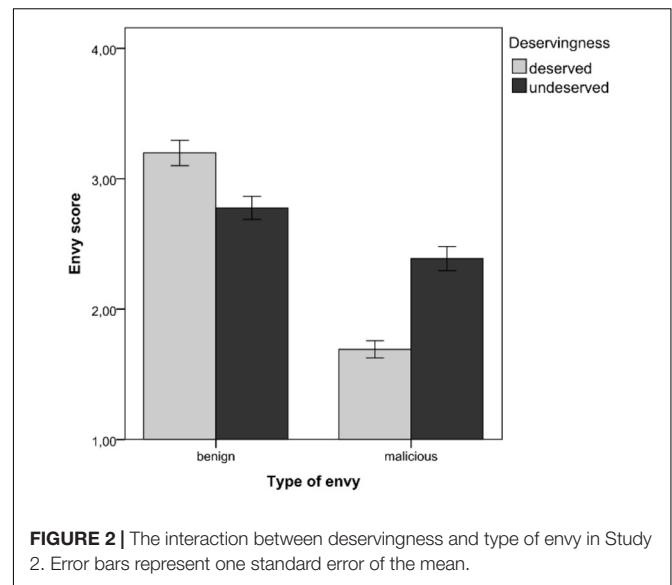 4,00
3,00
2,00
1,00
Envy score
benign
malicious
Type of envy
Deservingness
deserved
undeserved
FIGURE 2 | The interaction between deservingness and type of envy in Study
2. Error bars represent one standard error of the mean.